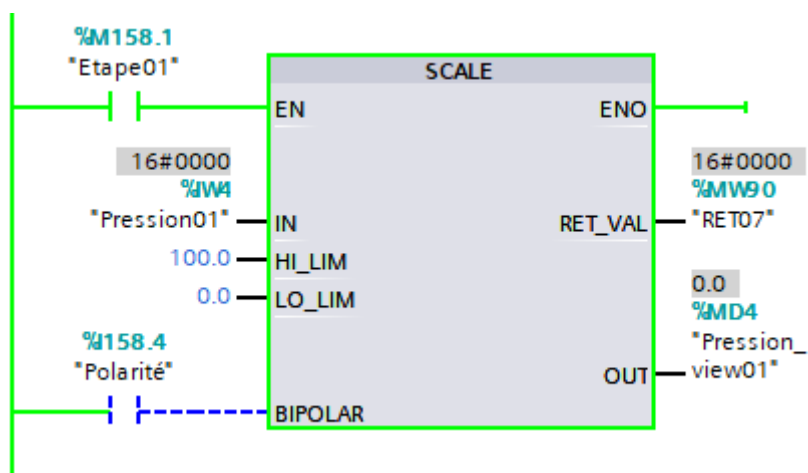 %M158.1
"Etape01"
SCALE
EN
ENO
16#0000
%IW4
"Pression01"
IN
16#0000
%MW90
"RET07"
RET_VAL
100.0
HI_LIM
0.0
LO_LIM
0.0
%MD4
"Pression_
view01"
OUT
%I158.4
"Polarité"
BIPOLAR